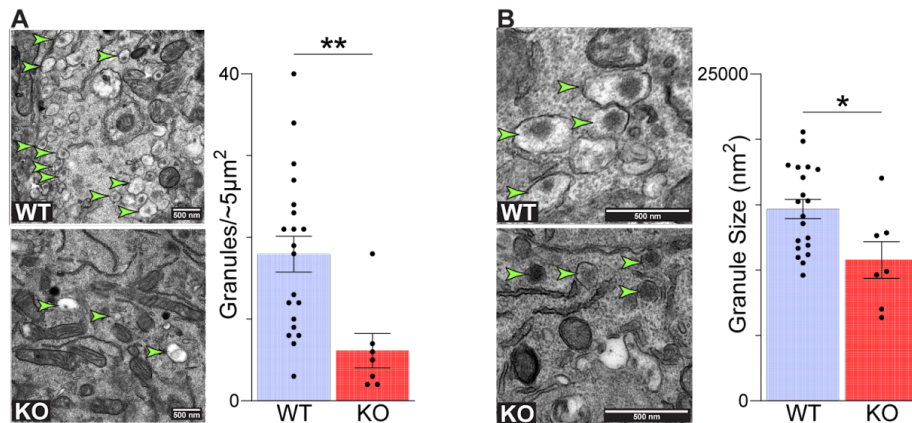 A
WT
500 nm
KO
500 nm
Granules/~5µm²
40
0
**
WT
KO
B
WT
500 nm
KO
500 nm
Granule Size (nm²)
25000
0
*
WT
KO